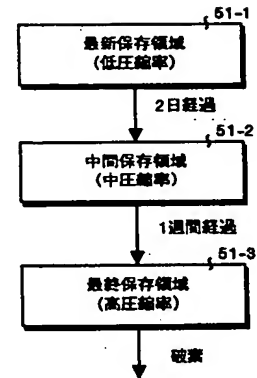 51-1
最新保存領域
(低圧縮率)
2日経過
51-2
中間保存領域
(中圧縮率)
1週間経過
51-3
最終保存領域
(高圧縮率)
破棄